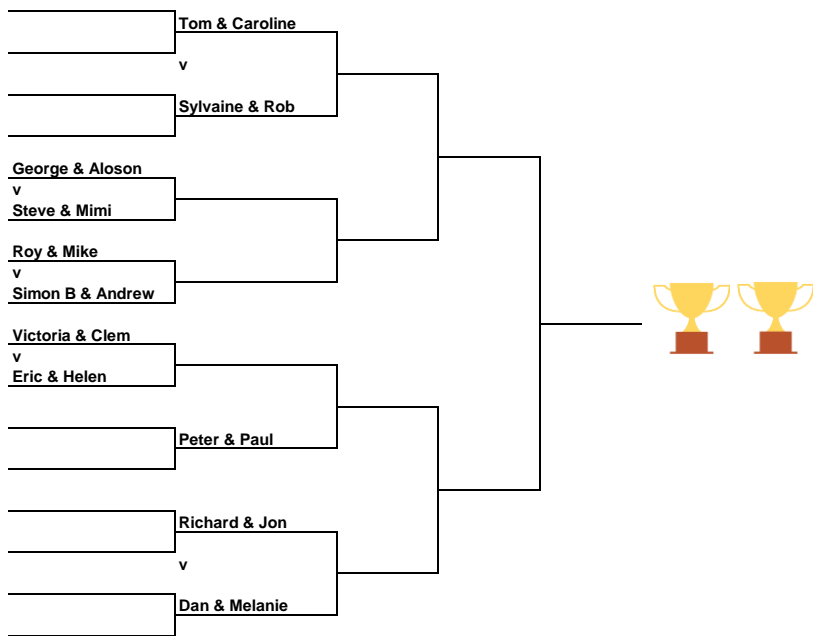 Tom & Caroline
v
Sylvaine & Rob
George & Aloson
v
Steve & Mimi
Roy & Mike
v
Simon B & Andrew
Victoria & Clem
v
Eric & Helen
Peter & Paul
Richard & Jon
v
Dan & Melanie